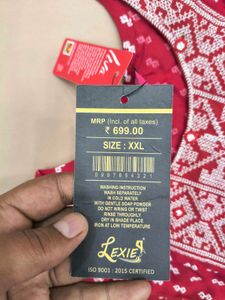 MRP (Incl. of all taxes)
₹ 699.00
SIZE : XXL
0987654321
WASHING INSTRUCTION
WASH SEPARATELY
IN COLD WATER
WITH GENTLE SOAP POWDER
DO NOT WRING OR TWIST
RINSE THROUGHLY
DRY IN SHADE PLACE
IRON AT LOW TEMPERATURE
LEXIE
ISO 9001 : 2015 CERTIFIED